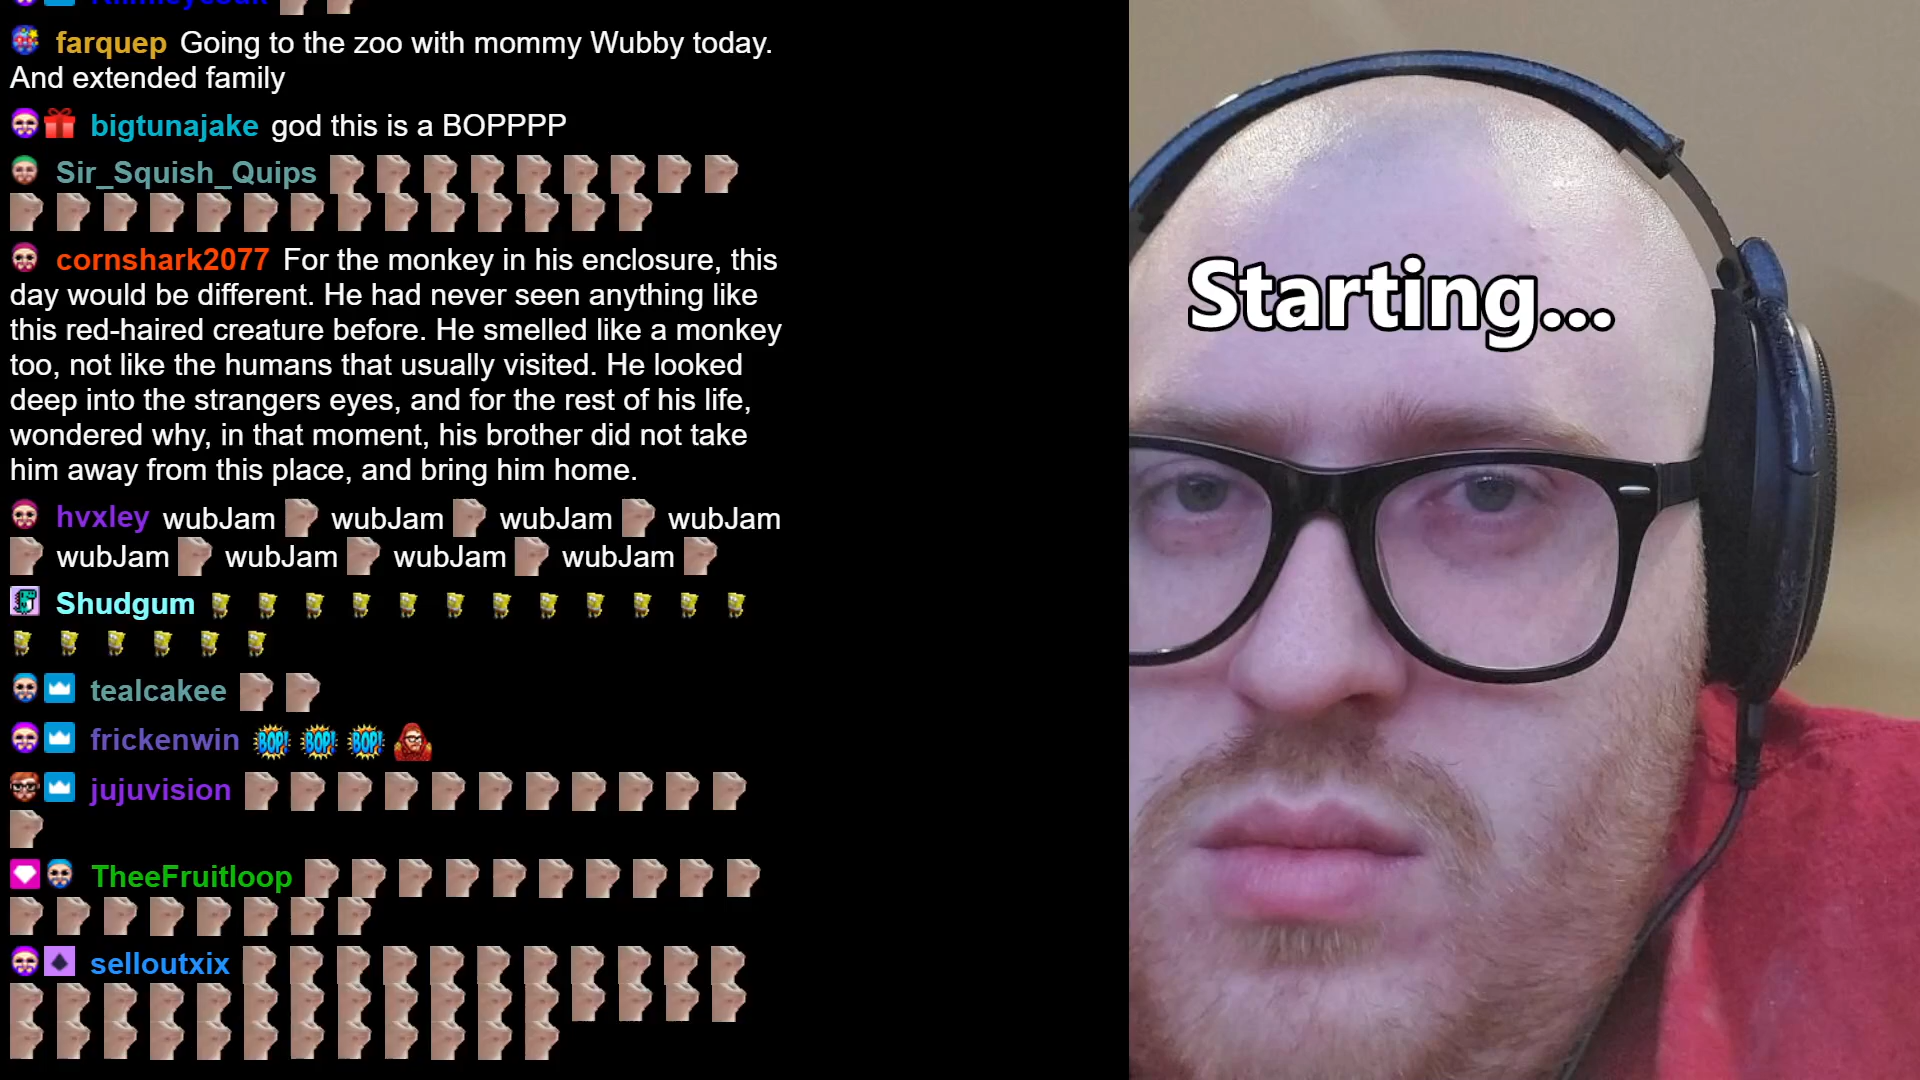 farquep Going to the zoo with mommy Wubby today.
And extended family
bigtunajake god this is a BOPPPP
Sir_Squish_Quips
cornshark2077 For the monkey in his enclosure, this
day would be different. He had never seen anything like
this red-haired creature before. He smelled like a monkey
too, not like the humans that usually visited. He looked
deep into the strangers eyes, and for the rest of his life,
wondered why, in that moment, his brother did not take
him away from this place, and bring him home.
hvxley wubJam wubJam wubJam wubJam
wubJam wubJam wubJam wubJam
Shudgum
tealcakee
frickenwin BOP! BOP! BOP!
jujuvision
TheeFruitloop
selloutxix
Starting...